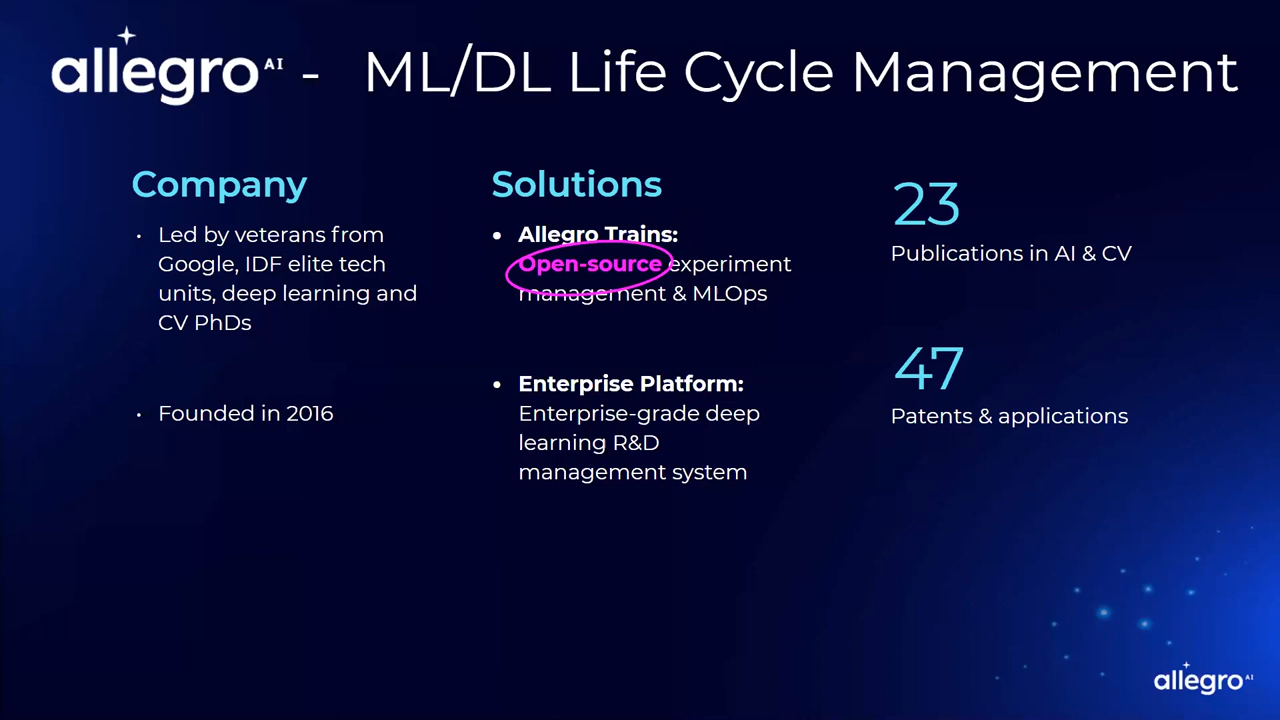 allegro AI - ML/DL Life Cycle Management
Company
• Led by veterans from
Google, IDF elite tech
units, deep learning and
CV PhDs
• Founded in 2016
Solutions
• Allegro Trains:
Open-source experiment
management & MLOps
• Enterprise Platform:
Enterprise-grade deep
learning R&D
management system
23
Publications in AI & CV
47
Patents & applications
allegro AI